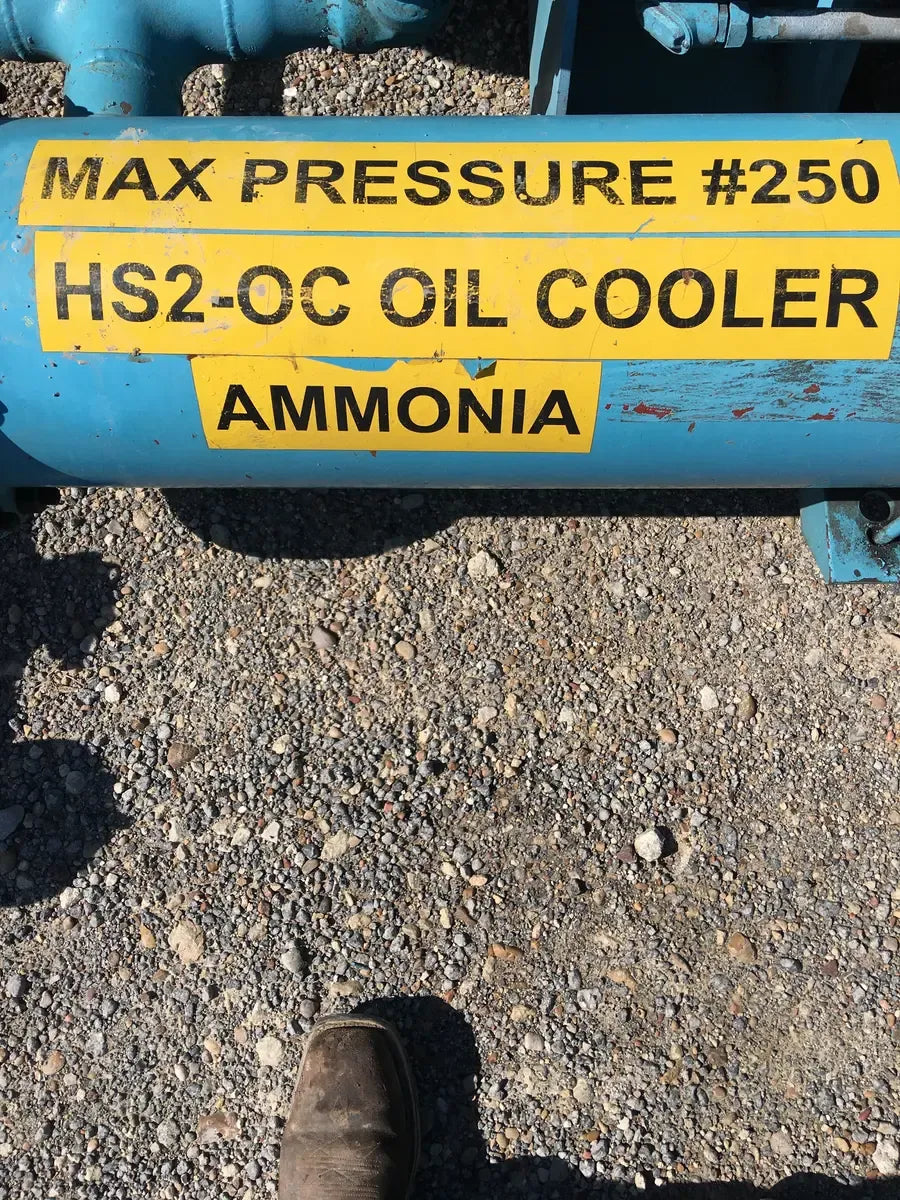 MAX PRESSURE #250
HS2-OC OIL COOLER
AMMONIA